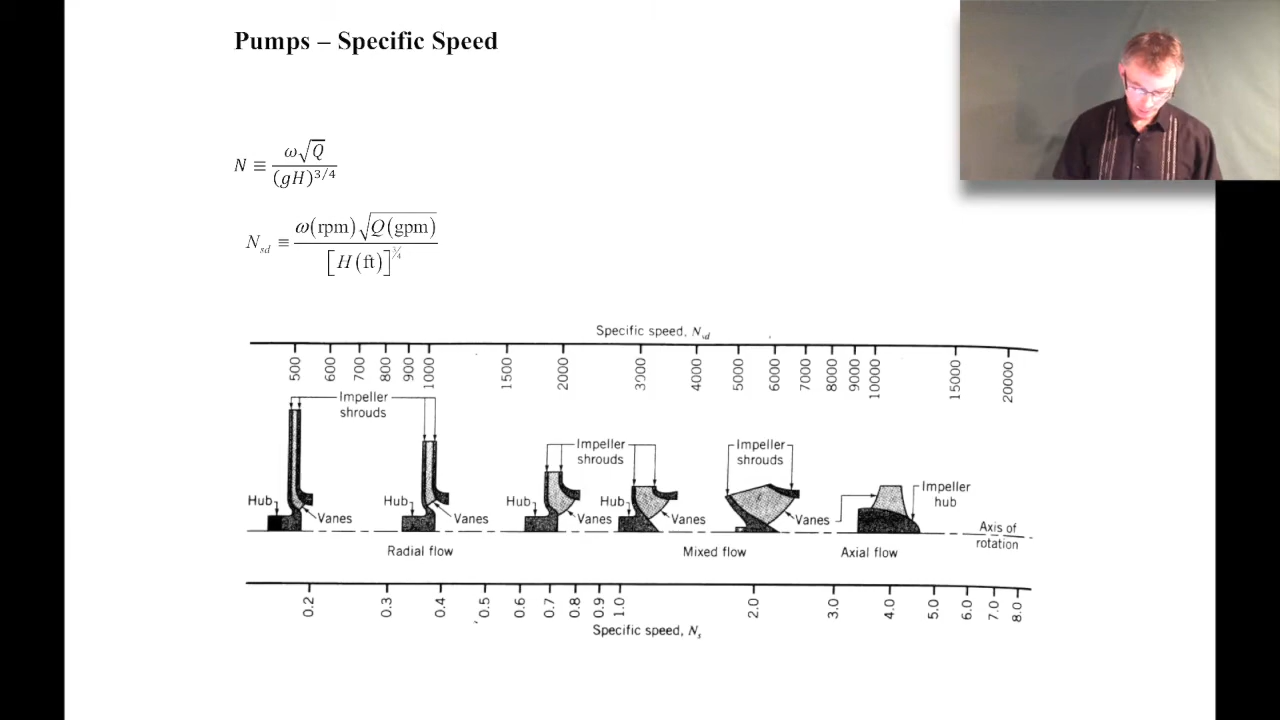 Pumps – Specific Speed
N ≡ ω√Q / (gH)^3/4
N_sd ≡ ω(rpm)√Q(gpm) / [H(ft)]^3/4
Specific speed, N_sd
500 600 700 800 900 1000 1500 2000 3000 4000 5000 6000 7000 8000 9000 10000 15000 20000
Impeller shrouds
Impeller shrouds
Impeller shrouds
Impeller hub
Hub
Vanes
Hub
Vanes
Hub
Vanes
Hub
Vanes
Vanes
Axis of rotation
Radial flow
Mixed flow
Axial flow
0.2 0.3 0.4 0.5 0.6 0.7 0.8 0.9 1.0 2.0 3.0 4.0 5.0 6.0 7.0 8.0
Specific speed, N_s